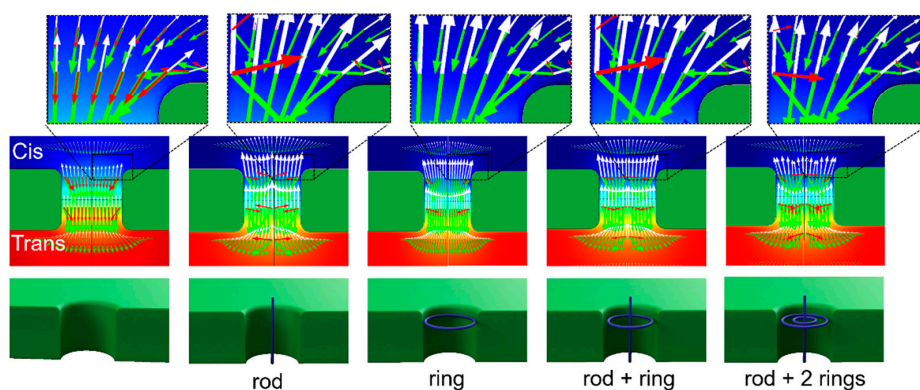 Cis
Trans
rod
ring
rod + ring
rod + 2 rings